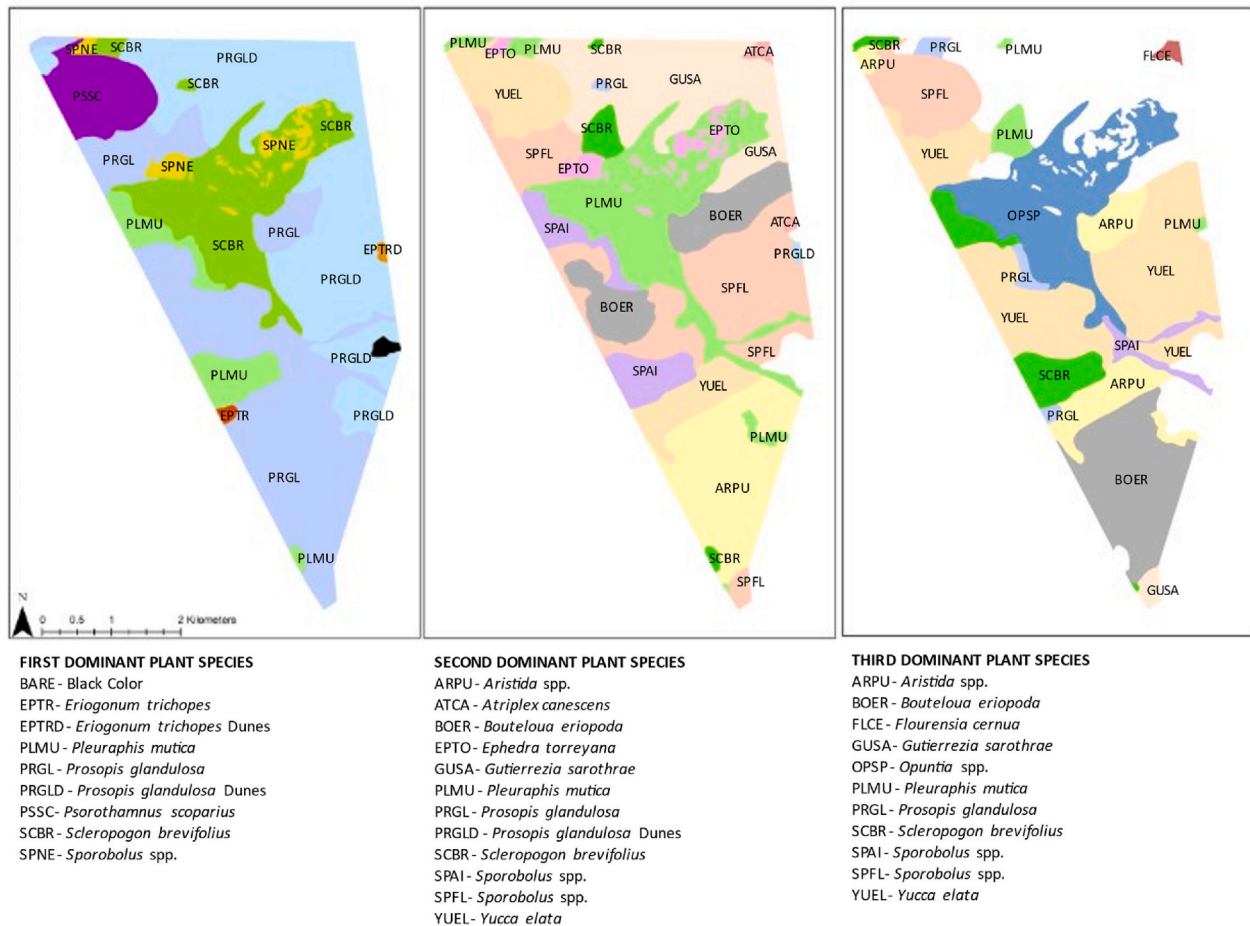 SPNE
SCBR
PRGLD
PSSC
SCBR
SCBR
SPNE
PRGL
SPNE
PLMU
SCBR
PRGL
EPTRD
PRGLD
PRGLD
PLMU
EPTR
PRGLD
PRGL
PLMU
N
0 0.5 1 2 Kilometers
PLMU
EPTO
PLMU
SCBR
ATCA
YUEL
PRGL
GUSA
SCBR
EPTO
SPFL
GUSA
EPTO
PLMU
BOER
SPAI
ATCA
PRGLD
SPFL
BOER
SPFL
SPAI
YUEL
PLMU
ARPU
SCBR
SPFL
SCBR
PRGL
PLMU
FLCE
ARPU
SPFL
PLMU
YUEL
OPSP
ARPU
PLMU
PRGL
YUEL
YUEL
SPAI
YUEL
SCBR
ARPU
PRGL
BOER
GUSA
FIRST DOMINANT PLANT SPECIES
BARE - Black Color
EPTR - Eriogonum trichopes
EPTRD - Eriogonum trichopes Dunes
PLMU - Pleuraphis mutica
PRGL - Prosopis glandulosa
PRGLD - Prosopis glandulosa Dunes
PSSC- Psorothamnus scoparius
SCBR - Scleropogon brevifolius
SPNE - Sporobolus spp.
SECOND DOMINANT PLANT SPECIES
ARPU - Aristida spp.
ATCA - Atriplex canescens
BOER - Bouteloua eriopoda
EPTO - Ephedra torreyana
GUSA - Gutierrezia sarothrae
PLMU - Pleuraphis mutica
PRGL - Prosopis glandulosa
PRGLD - Prosopis glandulosa Dunes
SCBR - Scleropogon brevifolius
SPAI - Sporobolus spp.
SPFL - Sporobolus spp.
YUEL - Yucca elata
THIRD DOMINANT PLANT SPECIES
ARPU - Aristida spp.
BOER - Bouteloua eriopoda
FLCE - Flourensia cernua
GUSA - Gutierrezia sarothrae
OPSP - Opuntia spp.
PLMU - Pleuraphis mutica
PRGL - Prosopis glandulosa
SCBR - Scleropogon brevifolius
SPAI - Sporobolus spp.
SPFL- Sporobolus spp.
YUEL - Yucca elata